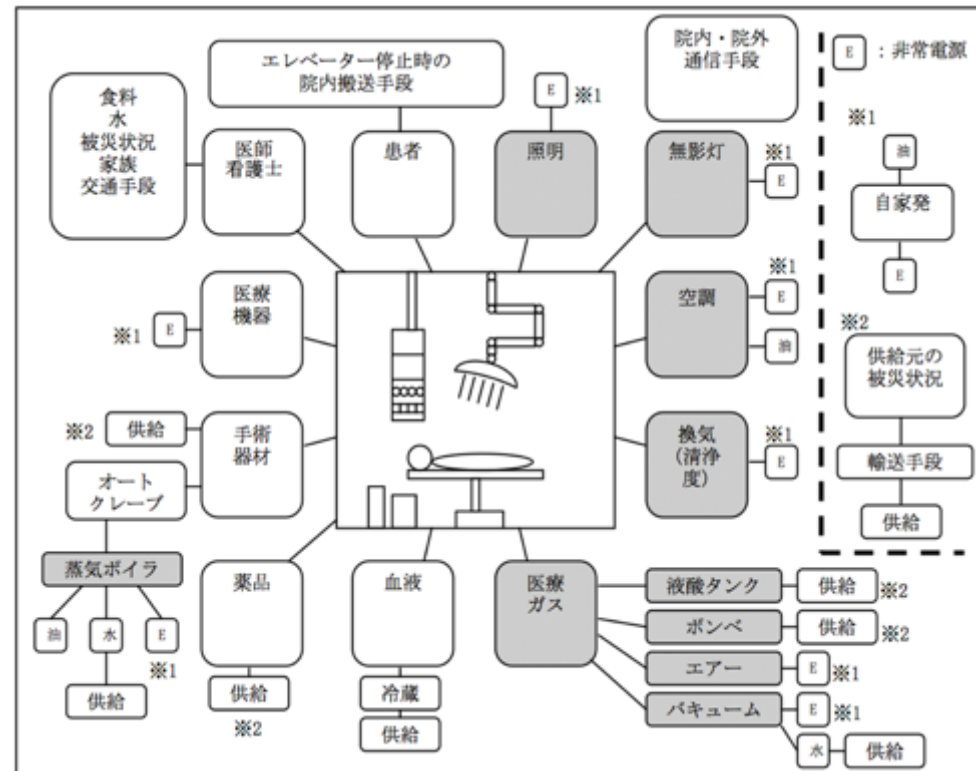 エレベーター停止時の
院内搬送手段
院内・院外
通信手段
E
:非常電源
食料
水
被災状況
家族
交通手段
医師
看護士
患者
E
※1
照明
無影灯
※1
E
※1
油
自家発
E
医療
機器
※1
E
空調
※1
E
油
※2
供給元の
被災状況
輸送手段
供給
※2
供給
手術
器材
オート
クレーブ
換気
(清浄
度)
※1
E
蒸気ボイラ
油
水
E
※1
供給
薬品
供給
※2
血液
冷蔵
供給
医療
ガス
液酸タンク
供給
※2
ボンベ
供給
※2
エアー
E
※1
バキューム
E
※1
水
供給